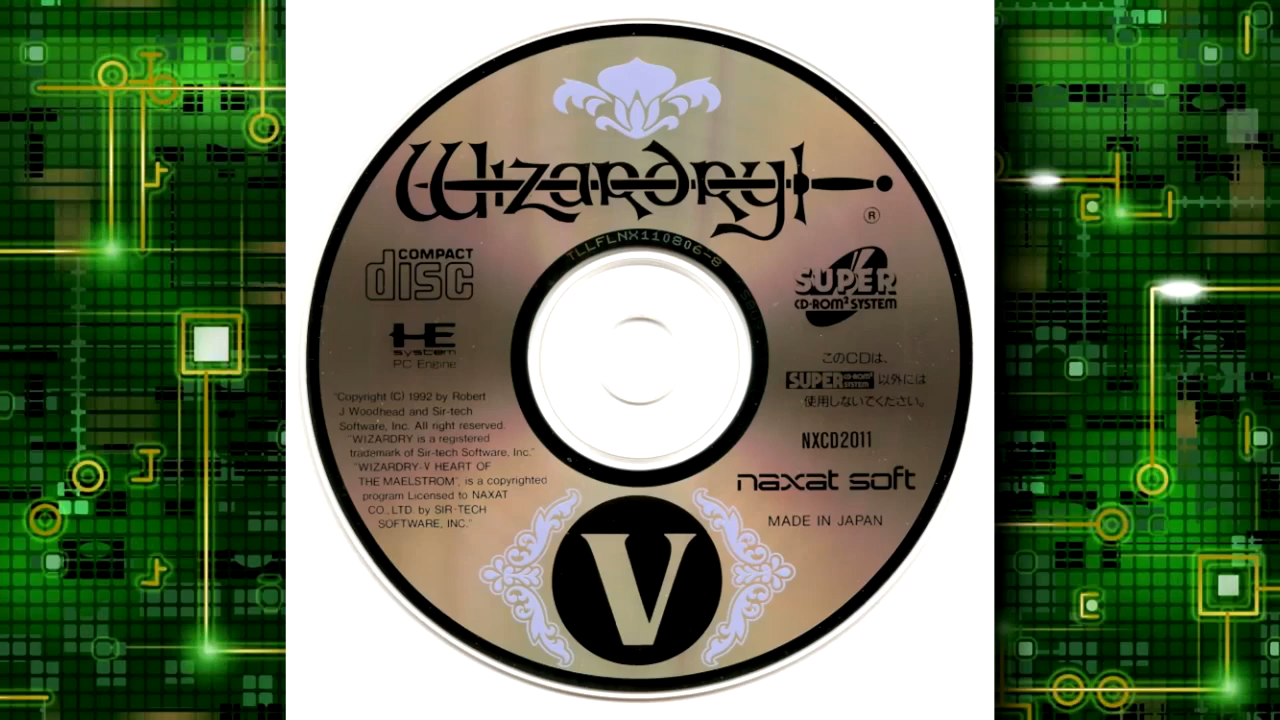 Wizardry
®
TLLFLNX110806-8
COMPACT
disc
HE
system
PC Engine
SUPER
CD-ROM² SYSTEM
このCDは、
SUPER CD-ROM² SYSTEM 以外には
使用しないでください。
NXCD2011
naxat soft
MADE IN JAPAN
"Copyright (C) 1992 by Robert
J Woodhead and Sir-tech
Software, Inc. All right reserved.
"WIZARDRY is a registered
trademark of Sir-tech Software, Inc."
"WIZARDRY-V HEART OF
THE MAELSTROM", is a copyrighted
program Licensed to NAXAT
CO., LTD. by SIR-TECH
SOFTWARE, INC."
V